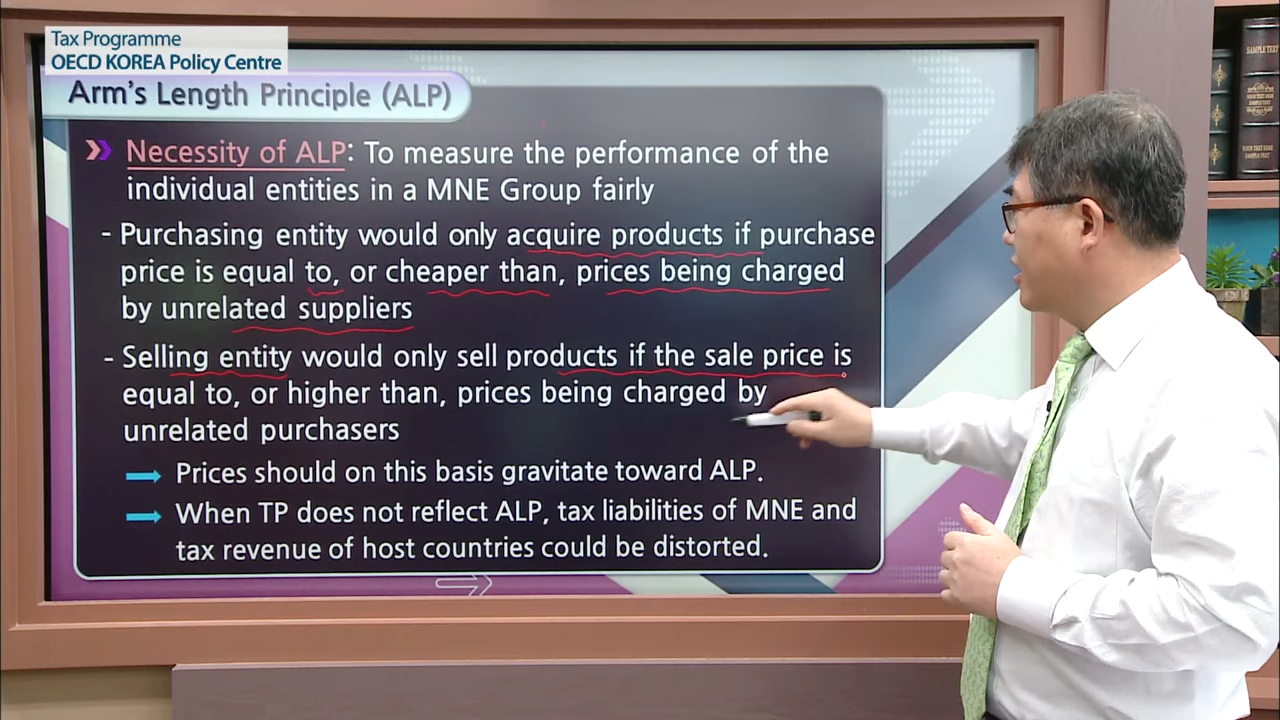 Tax Programme
OECD KOREA Policy Centre
Arm's Length Principle (ALP)
Necessity of ALP: To measure the performance of the
individual entities in a MNE Group fairly
- Purchasing entity would only acquire products if purchase
price is equal to, or cheaper than, prices being charged
by unrelated suppliers
- Selling entity would only sell products if the sale price is
equal to, or higher than, prices being charged by
unrelated purchasers
Prices should on this basis gravitate toward ALP.
When TP does not reflect ALP, tax liabilities of MNE and
tax revenue of host countries could be distorted.
SAMPLE TEXT